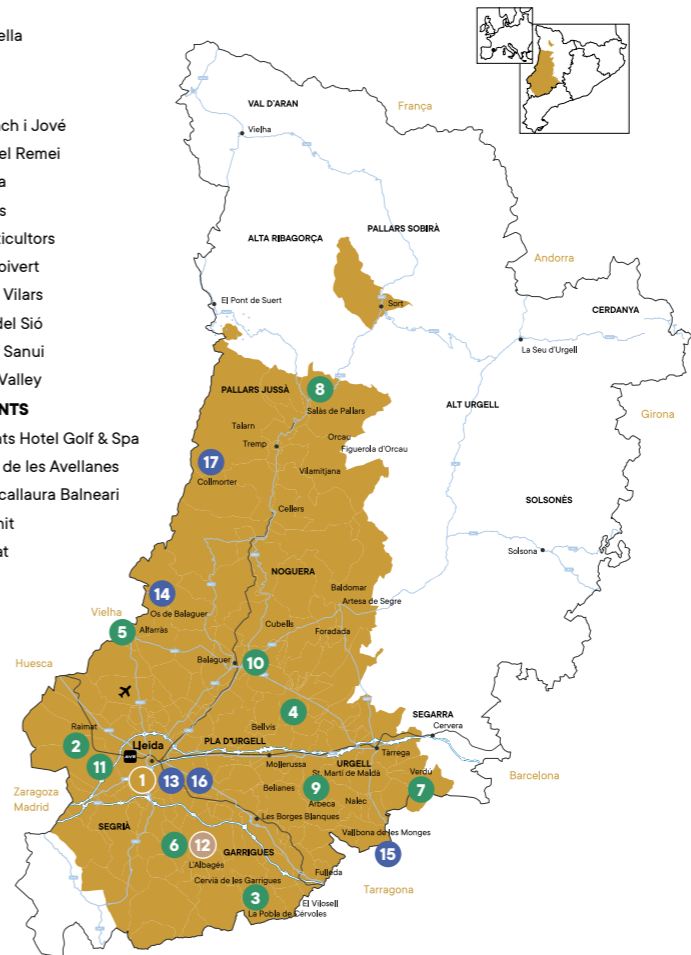 ella
ch i Jové
el Remei
a
s
ticultors
oivert
Vilars
del Sió
Sanui
Valley
NTS
nts Hotel Golf & Spa
de les Avellanes
callaura Balneari
nit
at
VAL D'ARAN
França
Vielha
ALTA RIBAGORÇA
PALLARS SOBIRÀ
Andorra
El Pont de Suert
Sort
CERDANYA
La Seu d'Urgell
PALLARS JUSSÀ
8
ALT URGELL
Girona
Salàs de Pallars
Talarn
Tremp
Orcau
Figuerola d'Orcau
17
Collmorter
Vilamitjana
SOLSONÈS
Cellers
Solsona
NOGUERA
14
Baldomar
Artesa de Segre
Vielha
Os de Balaguer
5
Alfarràs
Cubells
Foradada
Huesca
Balaguer
10
4
SEGARRA
Raimat
Bellvís
Cervera
2
Lleida
PLA D'URGELL
AVE
Tàrrega
11
Mollerussa
URGELL
Barcelona
1
13
16
St. Martí de Maldà
Verdú
Zaragoza
Madrid
Belianes
9
7
Arbeca
Nalec
Les Borges Blanques
SEGRIÀ
Vallbona de les Monges
6
12
GARRIGUES
15
L'Albagés
Fulleda
Cervià de les Garrigues
Tarragona
3
El Vilosell
La Pobla de Cérvoles